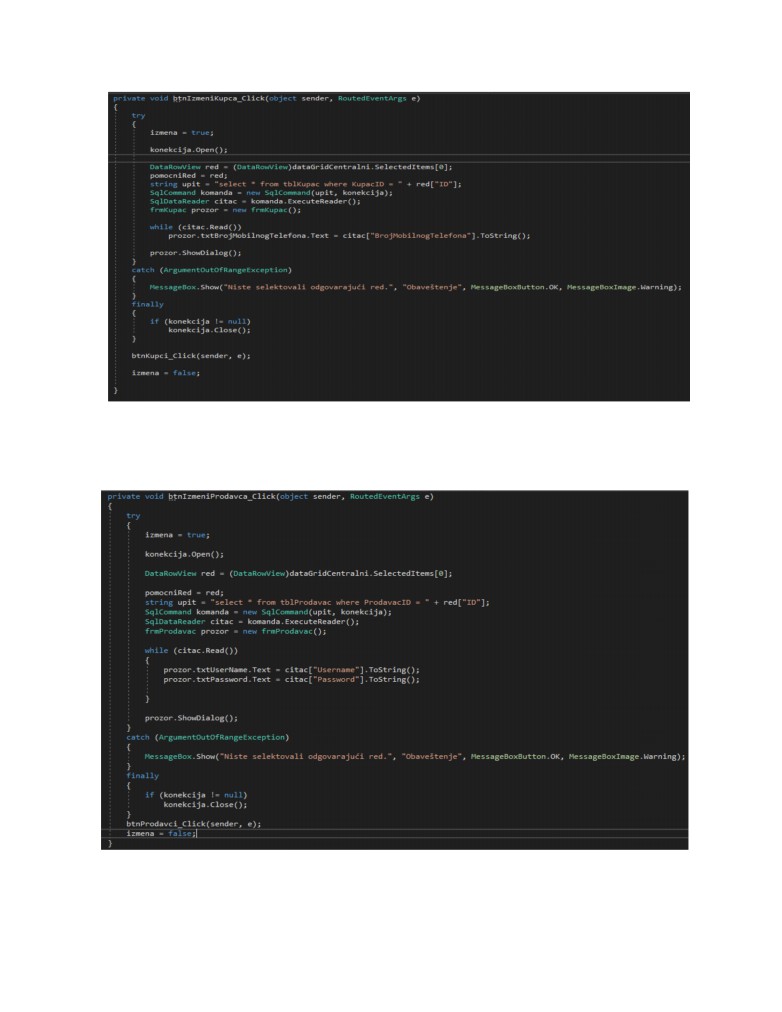 private void btnIzmeniKupca_Click(object sender, RoutedEventArgs e)
{
try
{
izmena = true;
konekcija.Open();
DataRowView red = (DataRowView)dataGridCentralni.SelectedItems[0];
pomocniRed = red;
string upit = "select * from tblKupac where KupacID = " + red["ID"];
SqlCommand komanda = new SqlCommand(upit, konekcija);
SqlDataReader citac = komanda.ExecuteReader();
frmKupac prozor = new frmKupac();
while (citac.Read())
prozor.txtBrojMobilnogTelefona.Text = citac["BrojMobilnogTelefona"].ToString();
prozor.ShowDialog();
}
catch (ArgumentOutOfRangeException)
{
MessageBox.Show("Niste selektovali odgovarajući red.", "Obaveštenje", MessageBoxButton.OK, MessageBoxImage.Warning);
}
finally
{
if (konekcija != null)
konekcija.Close();
}
btnKupci_Click(sender, e);
izmena = false;
}
private void btnIzmeniProdavca_Click(object sender, RoutedEventArgs e)
{
try
{
izmena = true;
konekcija.Open();
DataRowView red = (DataRowView)dataGridCentralni.SelectedItems[0];
pomocniRed = red;
string upit = "select * from tblProdavac where ProdavacID = " + red["ID"];
SqlCommand komanda = new SqlCommand(upit, konekcija);
SqlDataReader citac = komanda.ExecuteReader();
frmProdavac prozor = new frmProdavac();
while (citac.Read())
{
prozor.txtUserName.Text = citac["Username"].ToString();
prozor.txtPassword.Text = citac["Password"].ToString();
}
prozor.ShowDialog();
}
catch (ArgumentOutOfRangeException)
{
MessageBox.Show("Niste selektovali odgovarajući red.", "Obaveštenje", MessageBoxButton.OK, MessageBoxImage.Warning);
}
finally
{
if (konekcija != null)
konekcija.Close();
}
btnProdavci_Click(sender, e);
izmena = false;
}